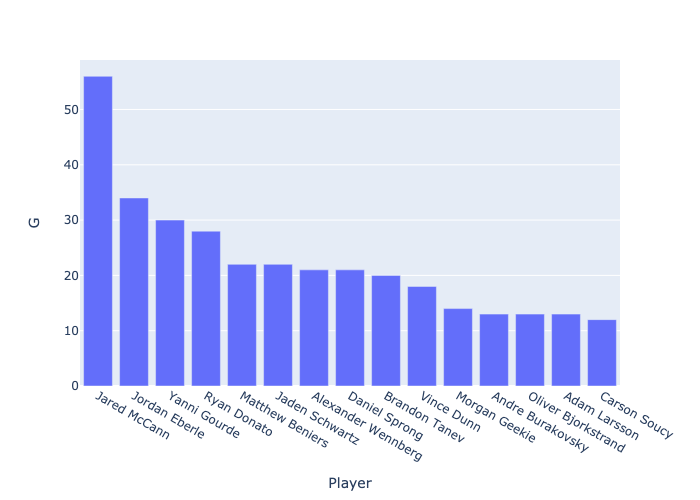 50
40
30
20
10
0
G
Jared McCann
Jordan Eberle
Yanni Gourde
Ryan Donato
Matthew Beniers
Jaden Schwartz
Alexander Wennberg
Daniel Sprong
Brandon Tanev
Vince Dunn
Morgan Geekie
Andre Burakovsky
Oliver Bjorkstrand
Adam Larsson
Carson Soucy
Player